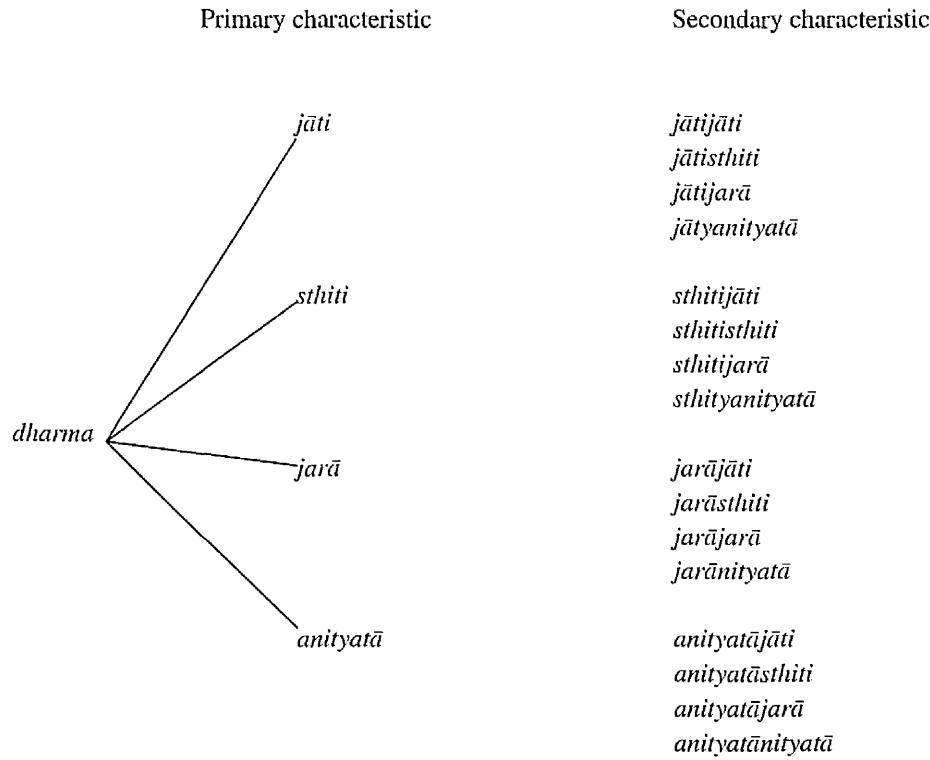 Primary characteristic Secondary characteristic
jāti jātijāti
jātisthiti
jātijarā
jātyanityatā
sthiti sthitijāti
sthitisthiti
sthitijarā
sthityanityatā
dharma
jarā jarājāti
jarāsthiti
jarājarā
jarānityatā
anityatā anityatājāti
anityatāsthiti
anityatājarā
anityatānityatā